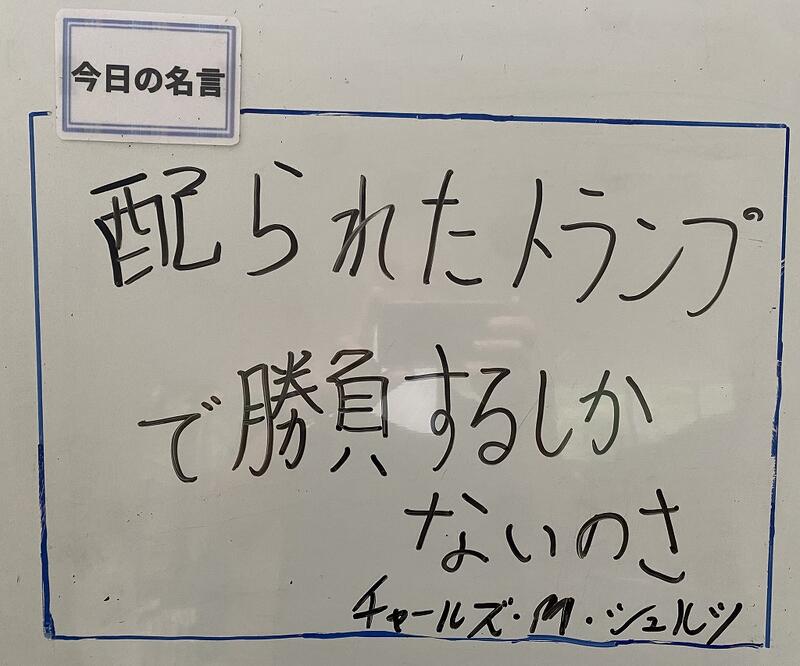 今日の名言
配られたトランプ
で勝負するしか
ないのさ
チャールズ・M・シュルツ